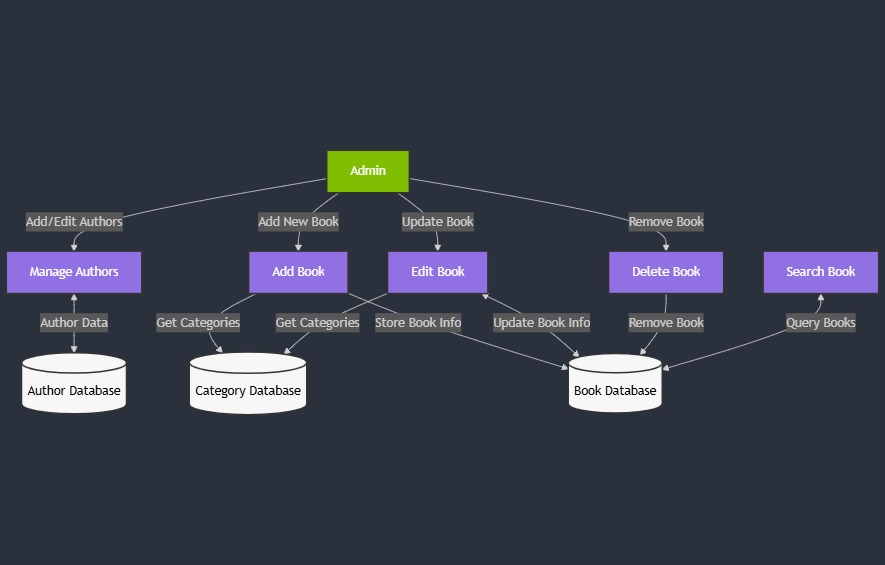 Admin
Add/Edit Authors
Add New Book
Update Book
Remove Book
Manage Authors
Add Book
Edit Book
Delete Book
Search Book
Author Data
Get Categories
Get Categories
Store Book Info
Update Book Info
Remove Book
Query Books
Author Database
Category Database
Book Database